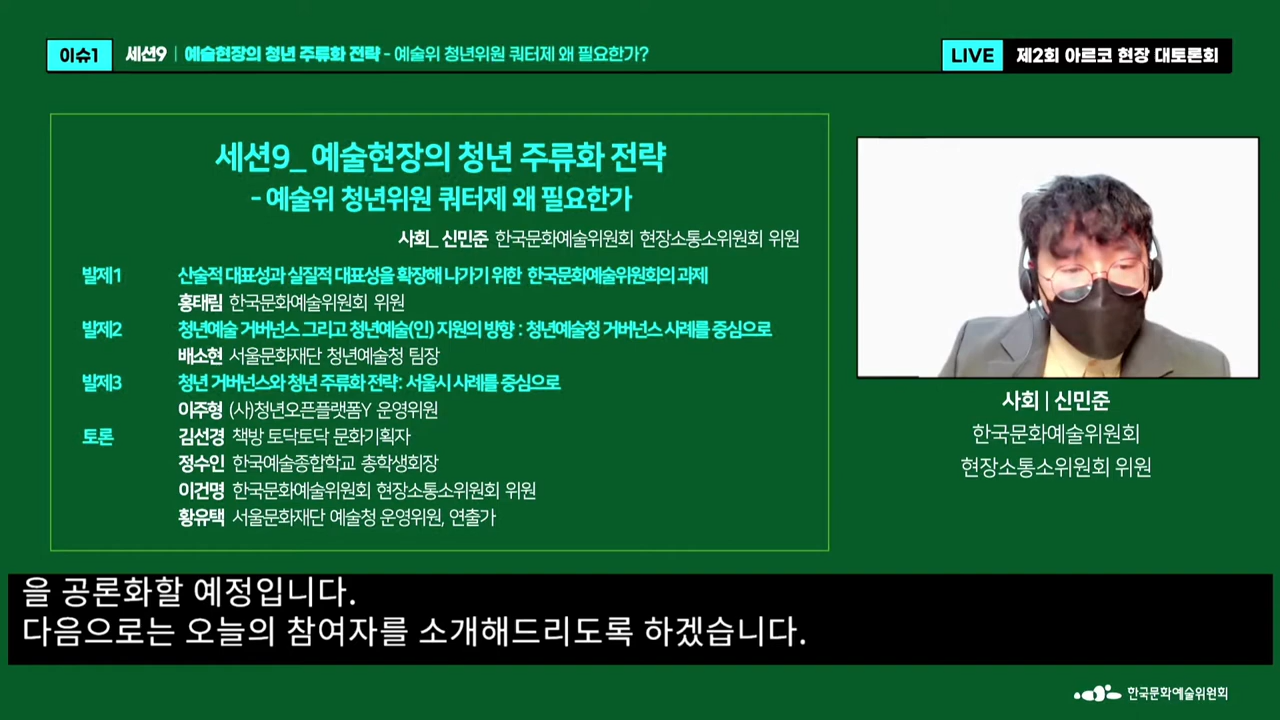 이슈1 세션9 | 예술현장의 청년 주류화 전략 - 예술위 청년위원 쿼터제 왜 필요한가?
LIVE 제2회 아르코 현장 대토론회
세션9_ 예술현장의 청년 주류화 전략
- 예술위 청년위원 쿼터제 왜 필요한가
사회_ 신민준 한국문화예술위원회 현장소통소위원회 위원
발제1 산술적 대표성과 실질적 대표성을 확장해 나가기 위한 한국문화예술위원회의 과제
홍태림 한국문화예술위원회 위원
발제2 청년예술 거버넌스 그리고 청년예술(인) 지원의 방향 : 청년예술청 거버넌스 사례를 중심으로
배소현 서울문화재단 청년예술청 팀장
발제3 청년 거버넌스와 청년 주류화 전략: 서울시 사례를 중심으로
이주형 (사)청년오픈플랫폼Y 운영위원
토론 김선경 책방 토닥토닥 문화기획자
정수인 한국예술종합학교 총학생회장
이건명 한국문화예술위원회 현장소통소위원회 위원
황유택 서울문화재단 예술청 운영위원, 연출가
사회 | 신민준
한국문화예술위원회
현장소통소위원회 위원
을 공론화할 예정입니다.
다음으로는 오늘의 참여자를 소개해드리도록 하겠습니다.
한국문화예술위원회